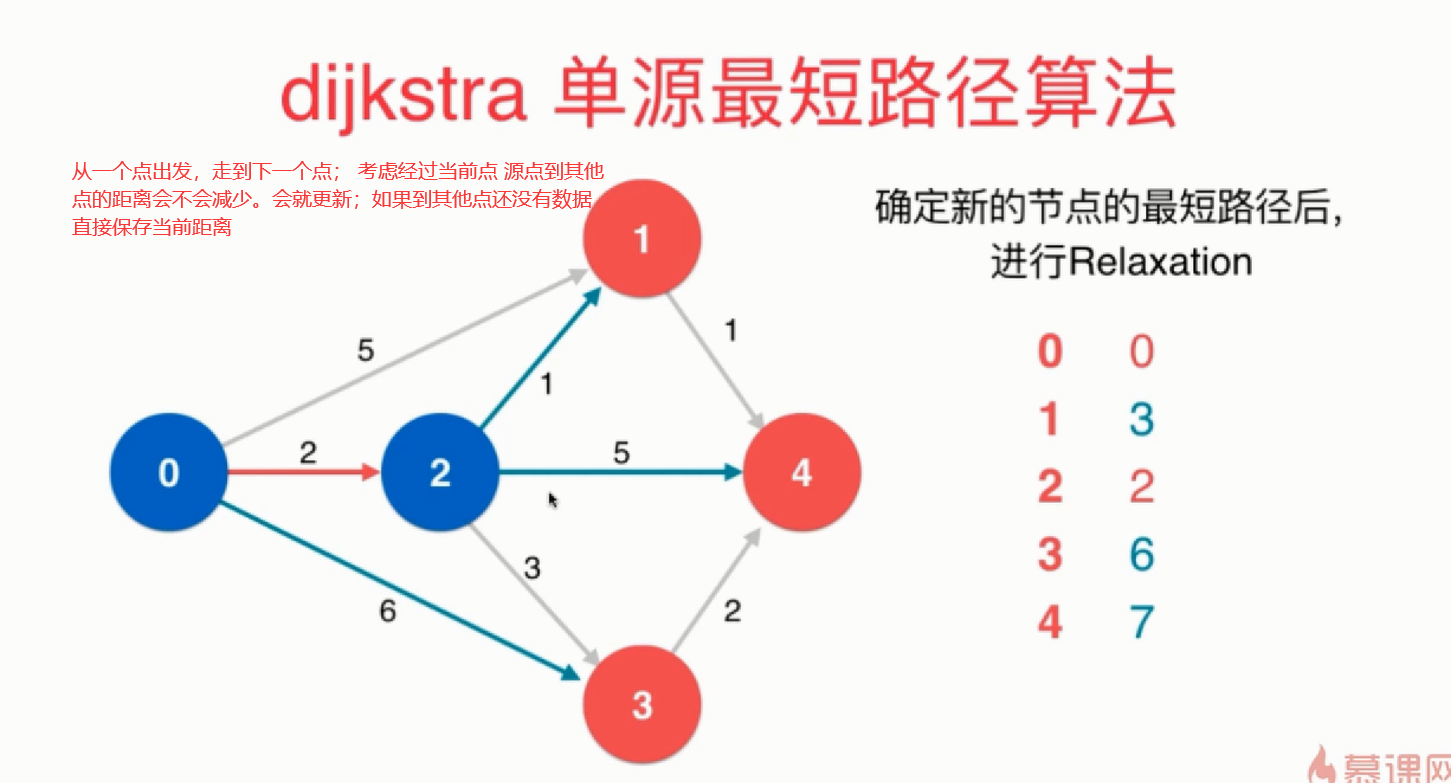 dijkstra 单源最短路径算法
从一个点出发，走到下一个点； 考虑经过当前点 源点到其他
点的距离会不会减少。会就更新；如果到其他点还没有数据
直接保存当前距离
确定新的节点的最短路径后,
进行Relaxation
1
5
1
1
0 0
1 3
2 2
3 6
4 7
0
2
2
5
4
3
6
2
3
慕课网